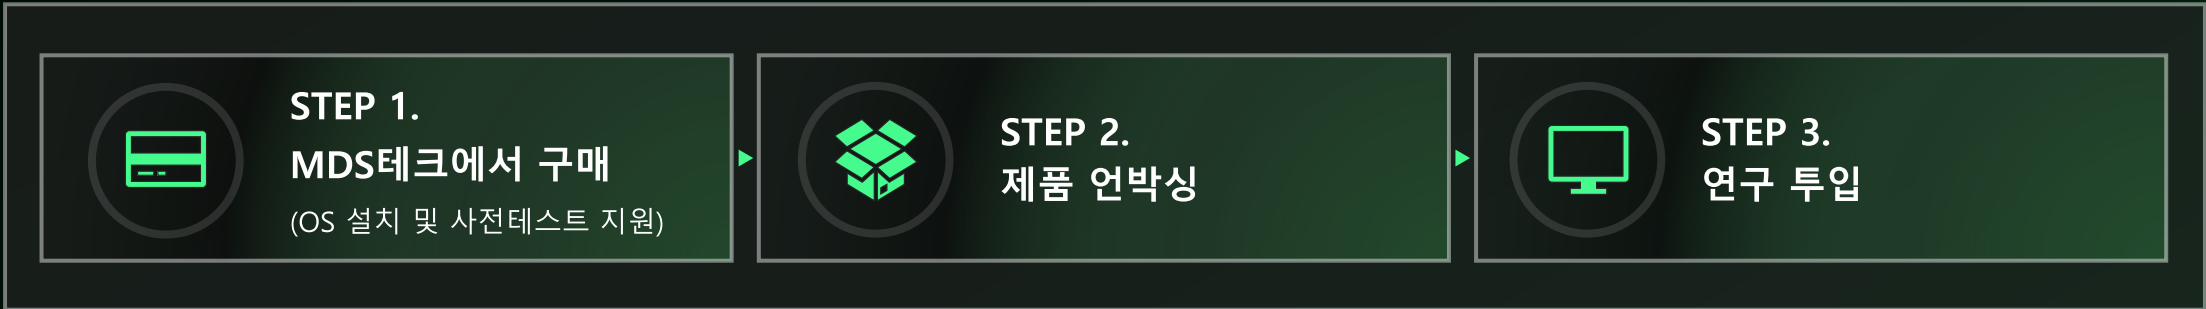 STEP 1.
MDS테크에서 구매
(OS 설치 및 사전테스트 지원)
STEP 2.
제품 언박싱
STEP 3.
연구 투입